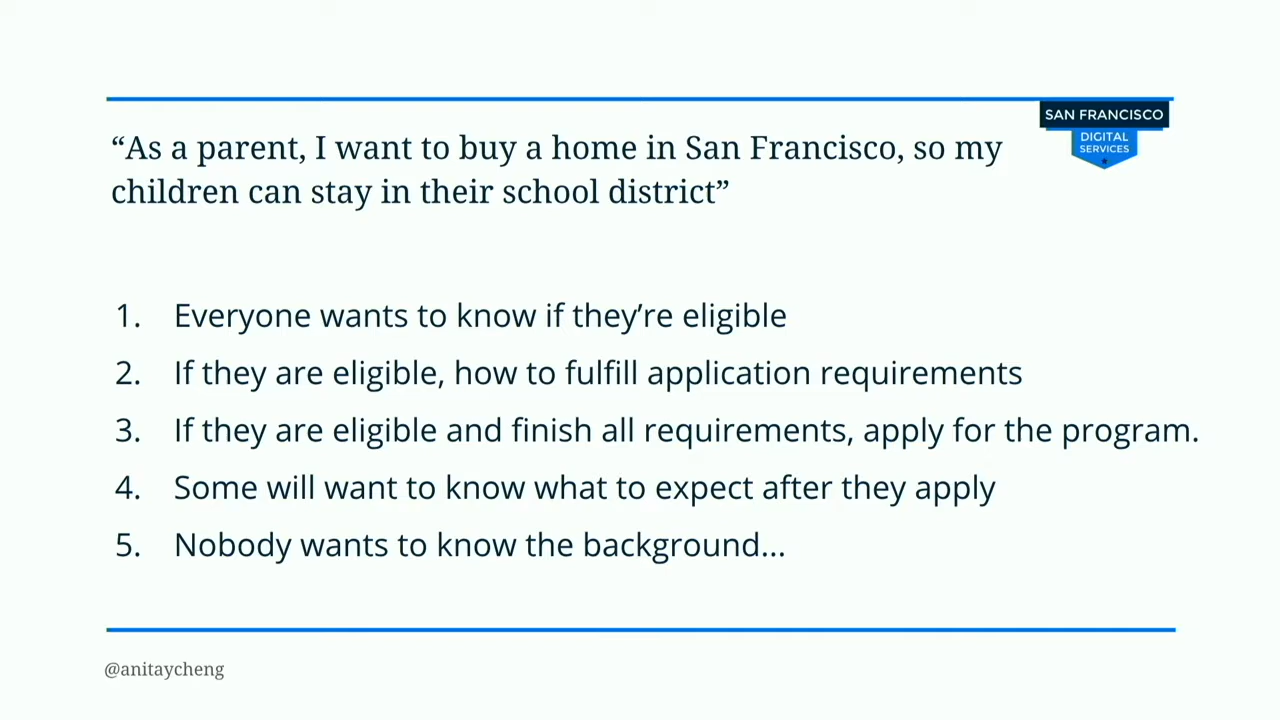 “As a parent, I want to buy a home in San Francisco, so my
children can stay in their school district”
SAN FRANCISCO
DIGITAL
SERVICES
1. Everyone wants to know if they’re eligible
2. If they are eligible, how to fulfill application requirements
3. If they are eligible and finish all requirements, apply for the program.
4. Some will want to know what to expect after they apply
5. Nobody wants to know the background...
@anitaycheng